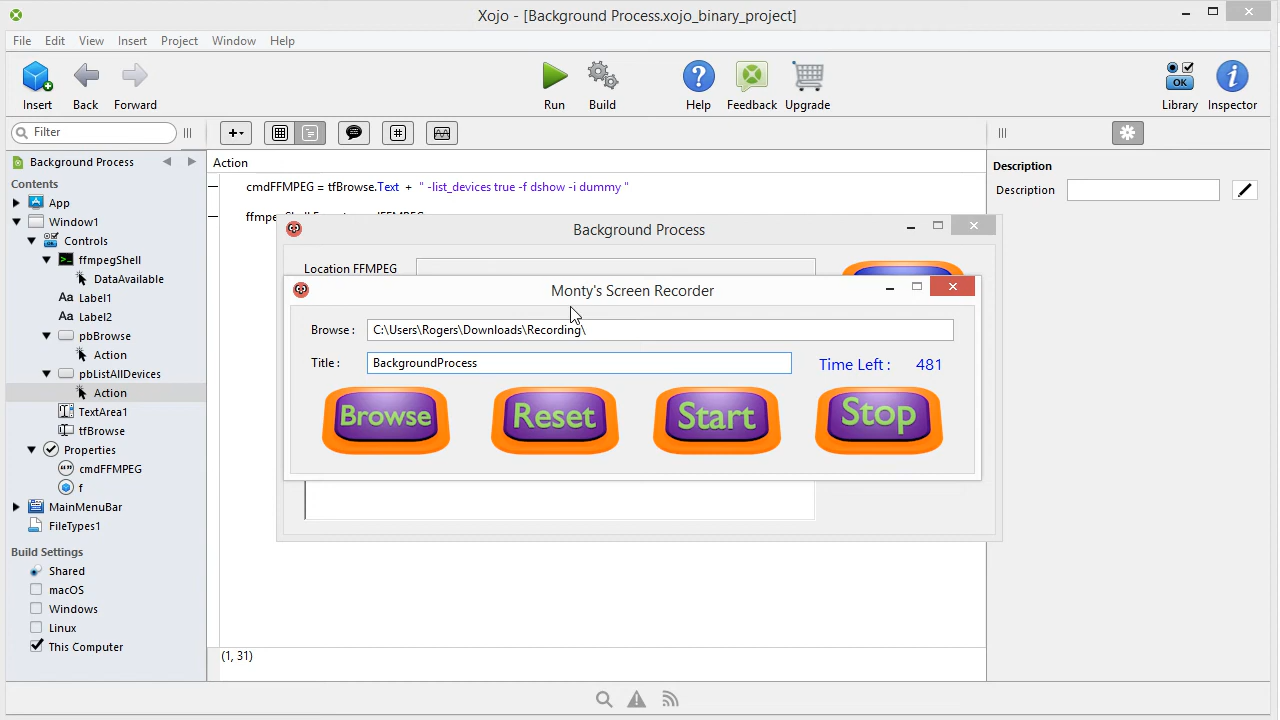 Xojo - [Background Process.xojo_binary_project]
File Edit View Insert Project Window Help
Insert Back Forward Run Build Help Feedback Upgrade Library Inspector
OK
Filter
Background Process
Contents
App
Window1
Controls
ffmpegShell
DataAvailable
Label1
Label2
pbBrowse
Action
pbListAllDevices
Action
TextArea1
tfBrowse
Properties
cmdFFMPEG
f
MainMenuBar
FileTypes1
Build Settings
Shared
macOS
Windows
Linux
This Computer
Action
cmdFFMPEG = tfBrowse.Text + " -list_devices true -f dshow -i dummy "
Background Process
Location FFMPEG
Monty's Screen Recorder
Browse : C:\Users\Rogers\Downloads\Recording\
Title : BackgroundProcess Time Left : 481
Browse Reset Start Stop
(1, 31)
Description
Description